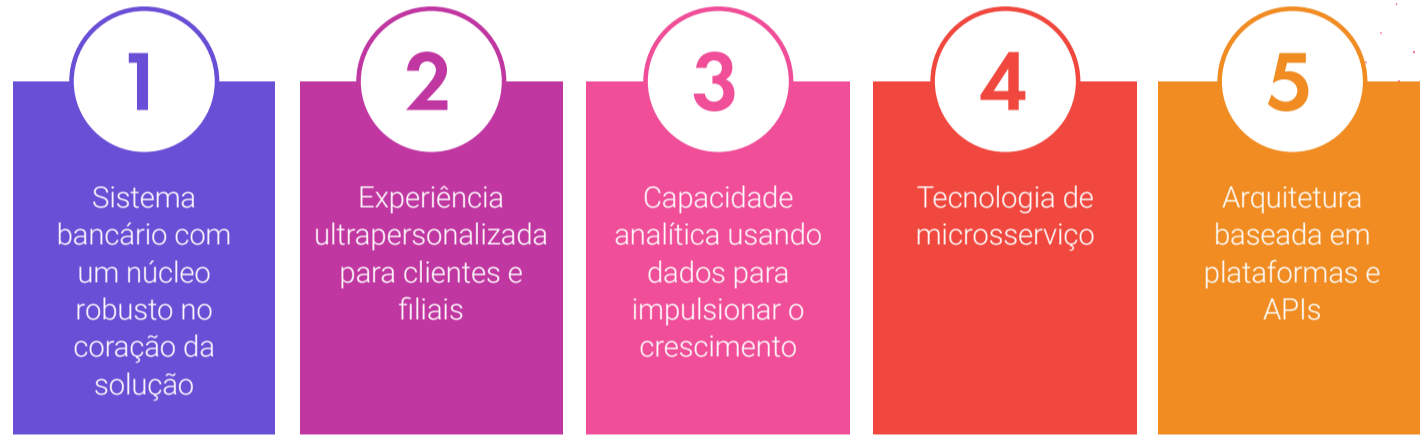 1
Sistema
bancário com
um núcleo
robusto no
coração da
solução
2
Experiência
ultrapersonalizada
para clientes e
filiais
3
Capacidade
analítica usando
dados para
impulsionar o
crescimento
4
Tecnologia de
microsserviço
5
Arquitetura
baseada em
plataformas e
APIs